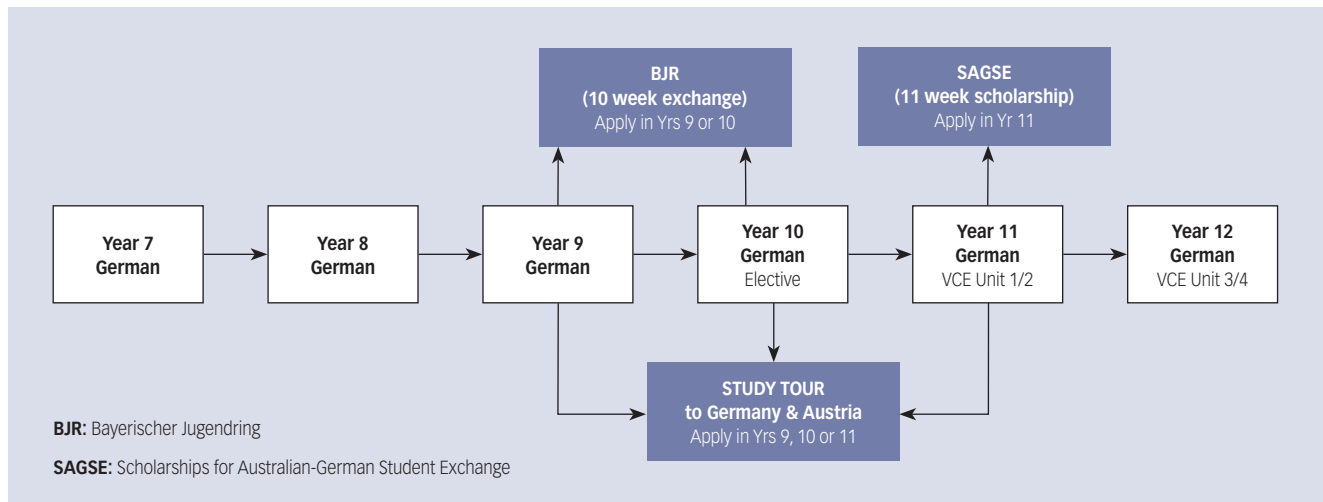 BJR
(10 week exchange)
Apply in Yrs 9 or 10
SAGSE
(11 week scholarship)
Apply in Yr 11
Year 7
German
Year 8
German
Year 9
German
Year 10
German
Elective
Year 11
German
VCE Unit 1/2
Year 12
German
VCE Unit 3/4
STUDY TOUR
to Germany & Austria
Apply in Yrs 9, 10 or 11
BJR: Bayerischer Jugendring
SAGSE: Scholarships for Australian-German Student Exchange